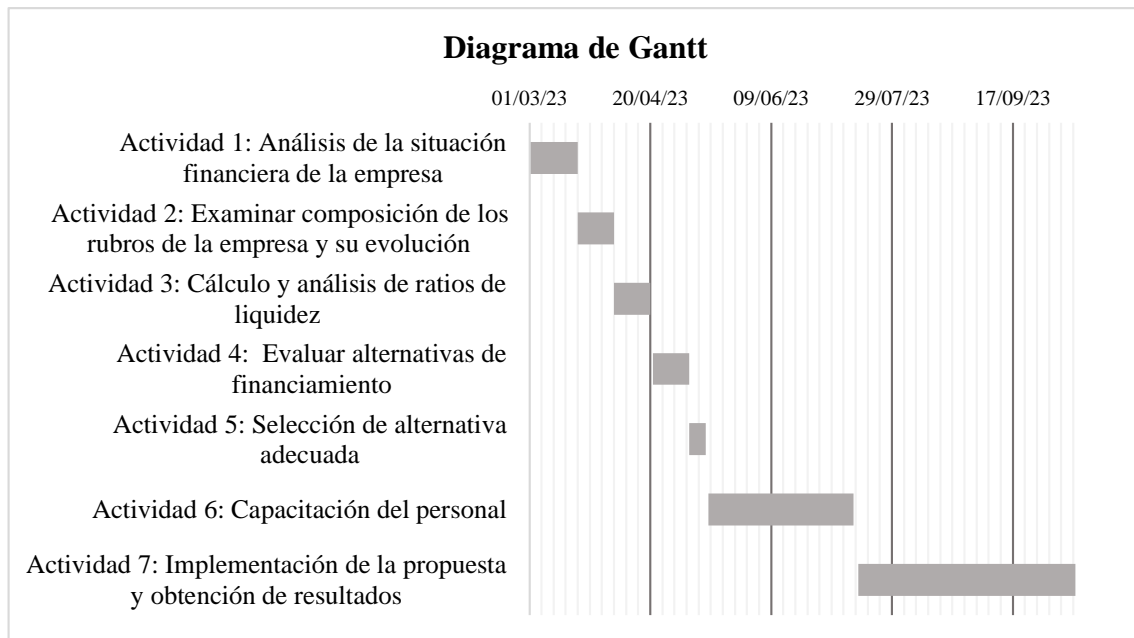 Diagrama de Gantt
01/03/23 20/04/23 09/06/23 29/07/23 17/09/23
Actividad 1: Análisis de la situación
financiera de la empresa
Actividad 2: Examinar composición de los
rubros de la empresa y su evolución
Actividad 3: Cálculo y análisis de ratios de
liquidez
Actividad 4:  Evaluar alternativas de
financiamiento
Actividad 5: Selección de alternativa
adecuada
Actividad 6: Capacitación del personal
Actividad 7: Implementación de la propuesta
y obtención de resultados